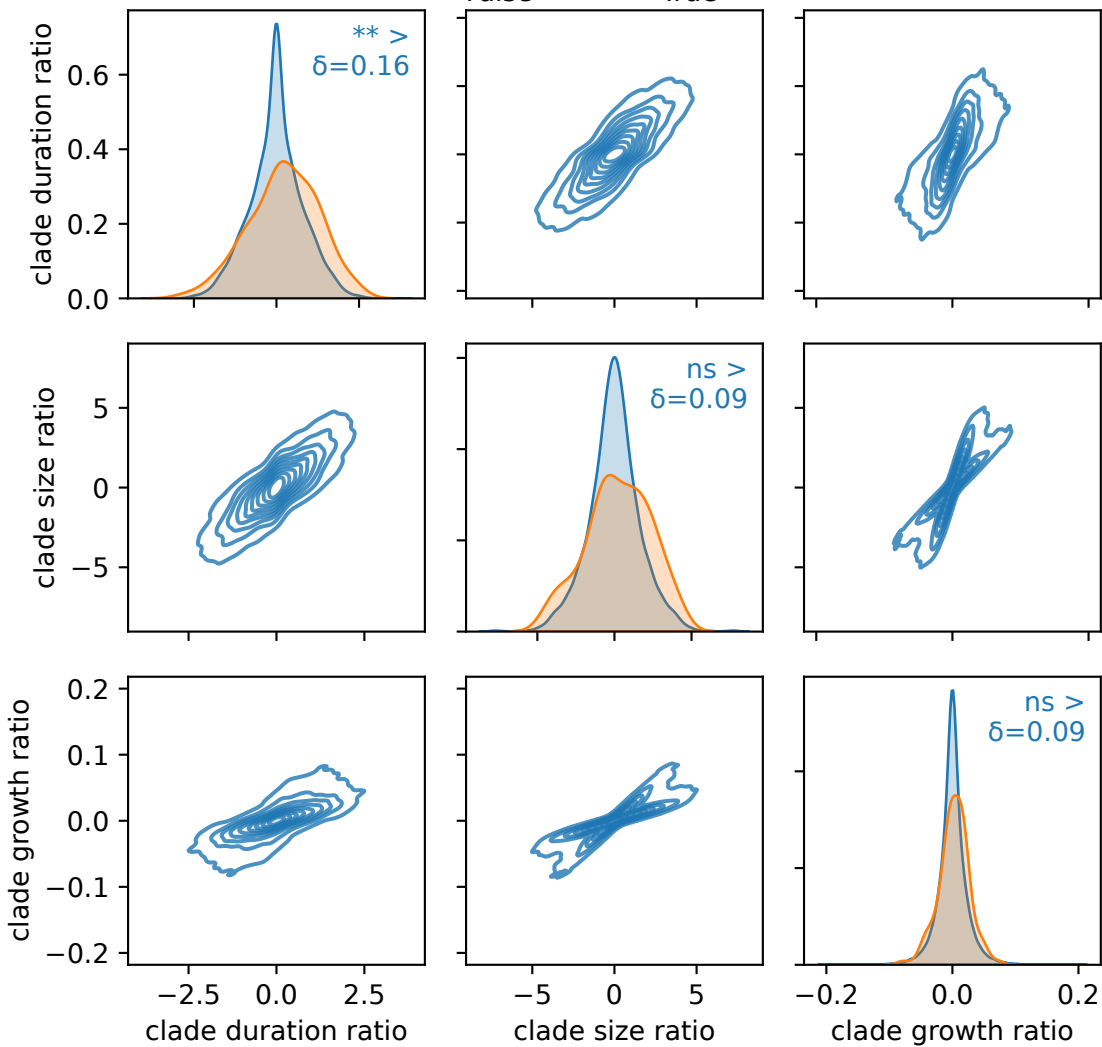 ** >
δ=0.16
0.6
0.4
0.2
0.0
clade duration ratio
ns >
δ=0.09
5
0
−5
clade size ratio
ns >
δ=0.09
0.2
0.1
0.0
−0.1
−0.2
clade growth ratio
−2.5 0.0 2.5
−5 0 5
−0.2 0.0 0.2
clade duration ratio
clade size ratio
clade growth ratio